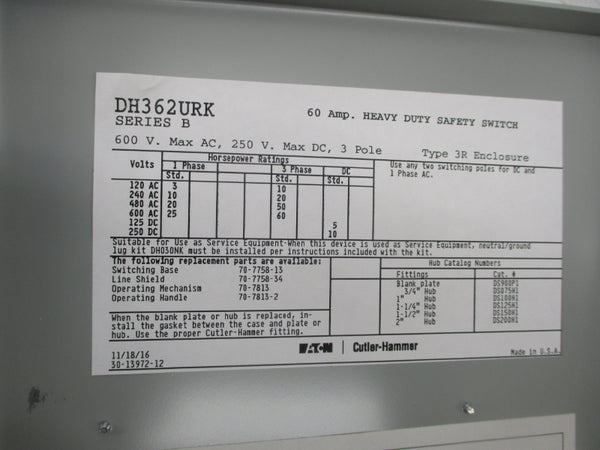 DH362URK
SERIES B
60 Amp. HEAVY DUTY SAFETY SWITCH
600 V. Max AC, 250 V. Max DC, 3 Pole
Type 3R Enclosure
Horsepower Ratings
Volts 1 Phase 3 Phase DC
Std. Std.
120 AC 3 10
240 AC 10 20
480 AC 20 50
600 AC 25 60
125 DC 5
250 DC 10
Use any two switching poles for DC and
1 Phase AC.
Suitable for Use as Service Equipment-When this device is used as Service Equipment, neutral/ground
lug kit DH030NK must be installed per instructions included with the kit.
The following replacement parts are available:
Switching Base 70-7758-13
Line Shield 70-7758-34
Operating Mechanism 70-7813
Operating Handle 70-7813-2
When the blank plate or hub is replaced, in-
stall the gasket between the case and plate or
hub. Use the proper Cutler-Hammer fitting.
Hub Catalog Numbers
Fittings Cat. #
Blank plate DS900P1
3/4" Hub DS075H1
1" Hub DS100H1
1-1/4" Hub DS125H1
1-1/2" Hub DS150H1
2" Hub DS200H1
11/18/16
30-13972-12
EATON | Cutler-Hammer
Made in U.S.A.